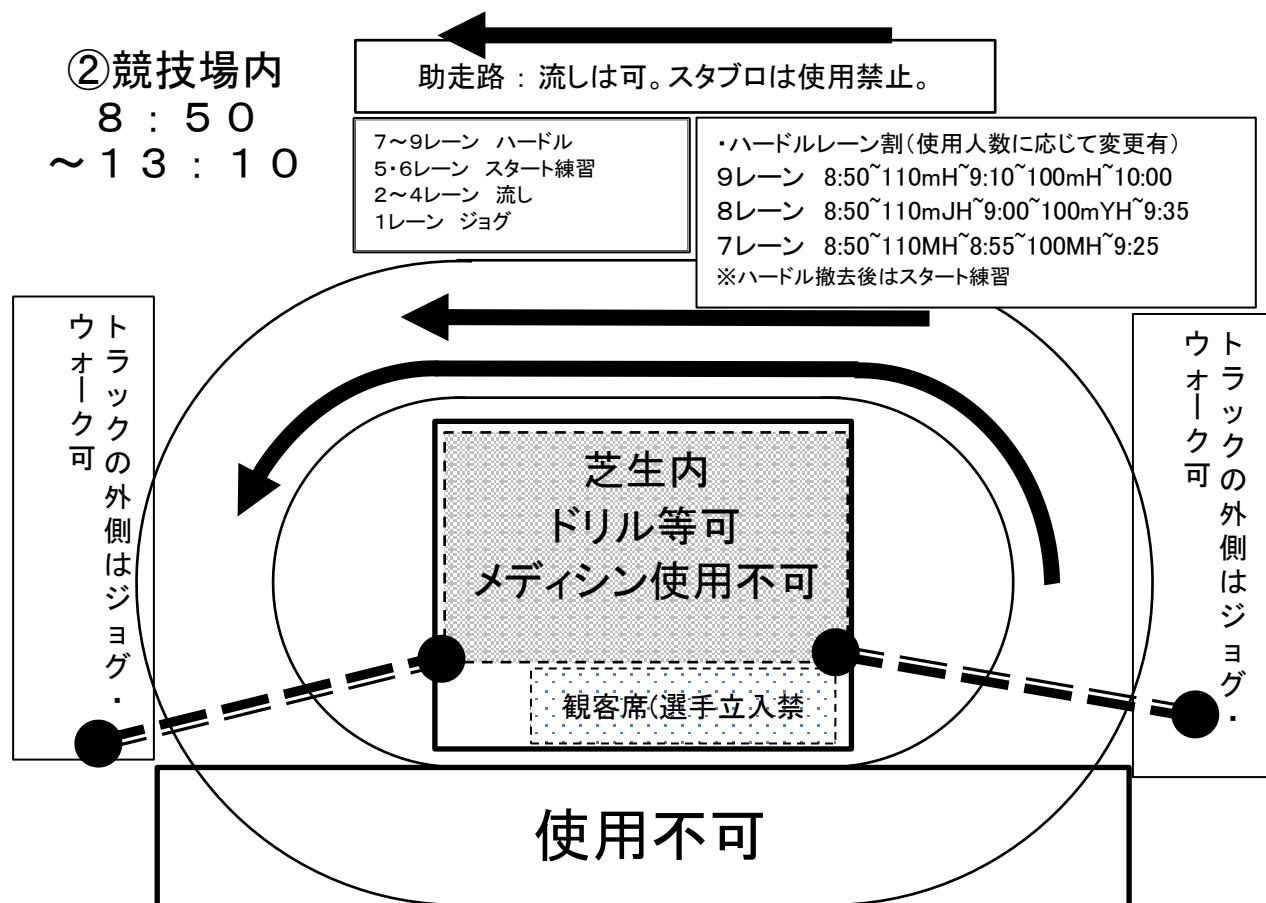 ②競技場内
８：５０
～１３：１０
助走路：流しは可。スタブロは使用禁止。
7～9レーン　ハードル
5・6レーン　スタート練習
2～4レーン　流し
1レーン　ジョグ
・ハードルレーン割(使用人数に応じて変更有)
9レーン　8:50~110mH~9:10~100mH~10:00
8レーン　8:50~110mJH~9:00~100mYH~9:35
7レーン　8:50~110MH~8:55~100MH~9:25
※ハードル撤去後はスタート練習
トラックの外側はジョグ・
ウォーク可
芝生内
ドリル等可
メディシン使用不可
観客席(選手立入禁
トラックの外側はジョグ・
ウォーク可
使用不可